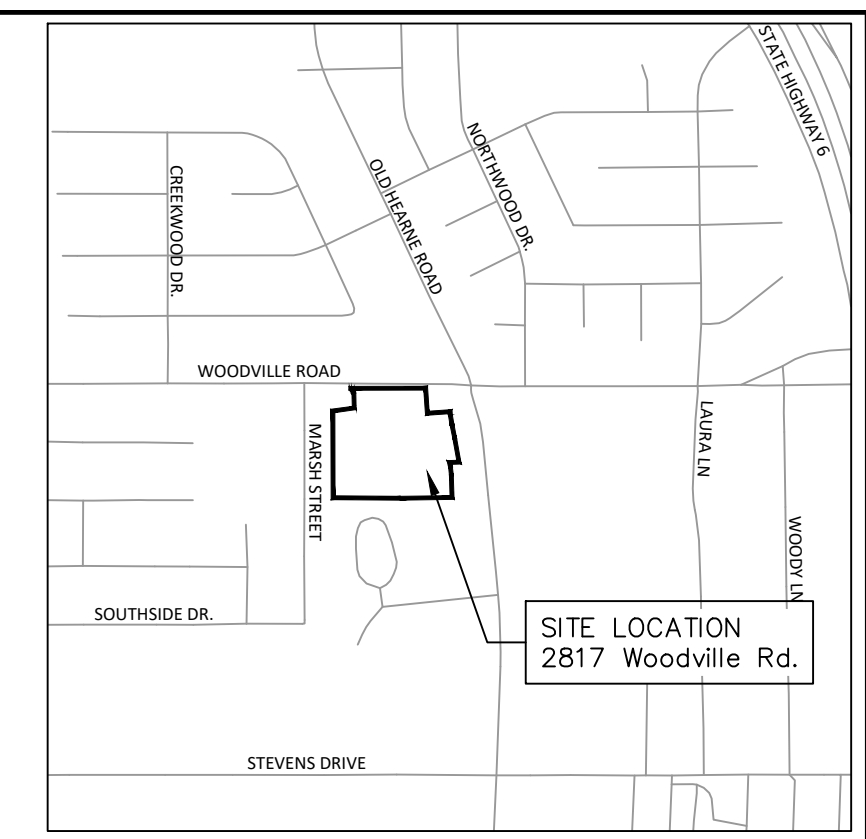 STATE HIGHWAY 6
NORTHWOOD DR.
OLD HEARNE ROAD
CREEKWOOD DR.
WOODVILLE ROAD
MARSH STREET
LAURA LN
WOODY LN
SOUTHSIDE DR.
SITE LOCATION
2817 Woodville Rd.
STEVENS DRIVE